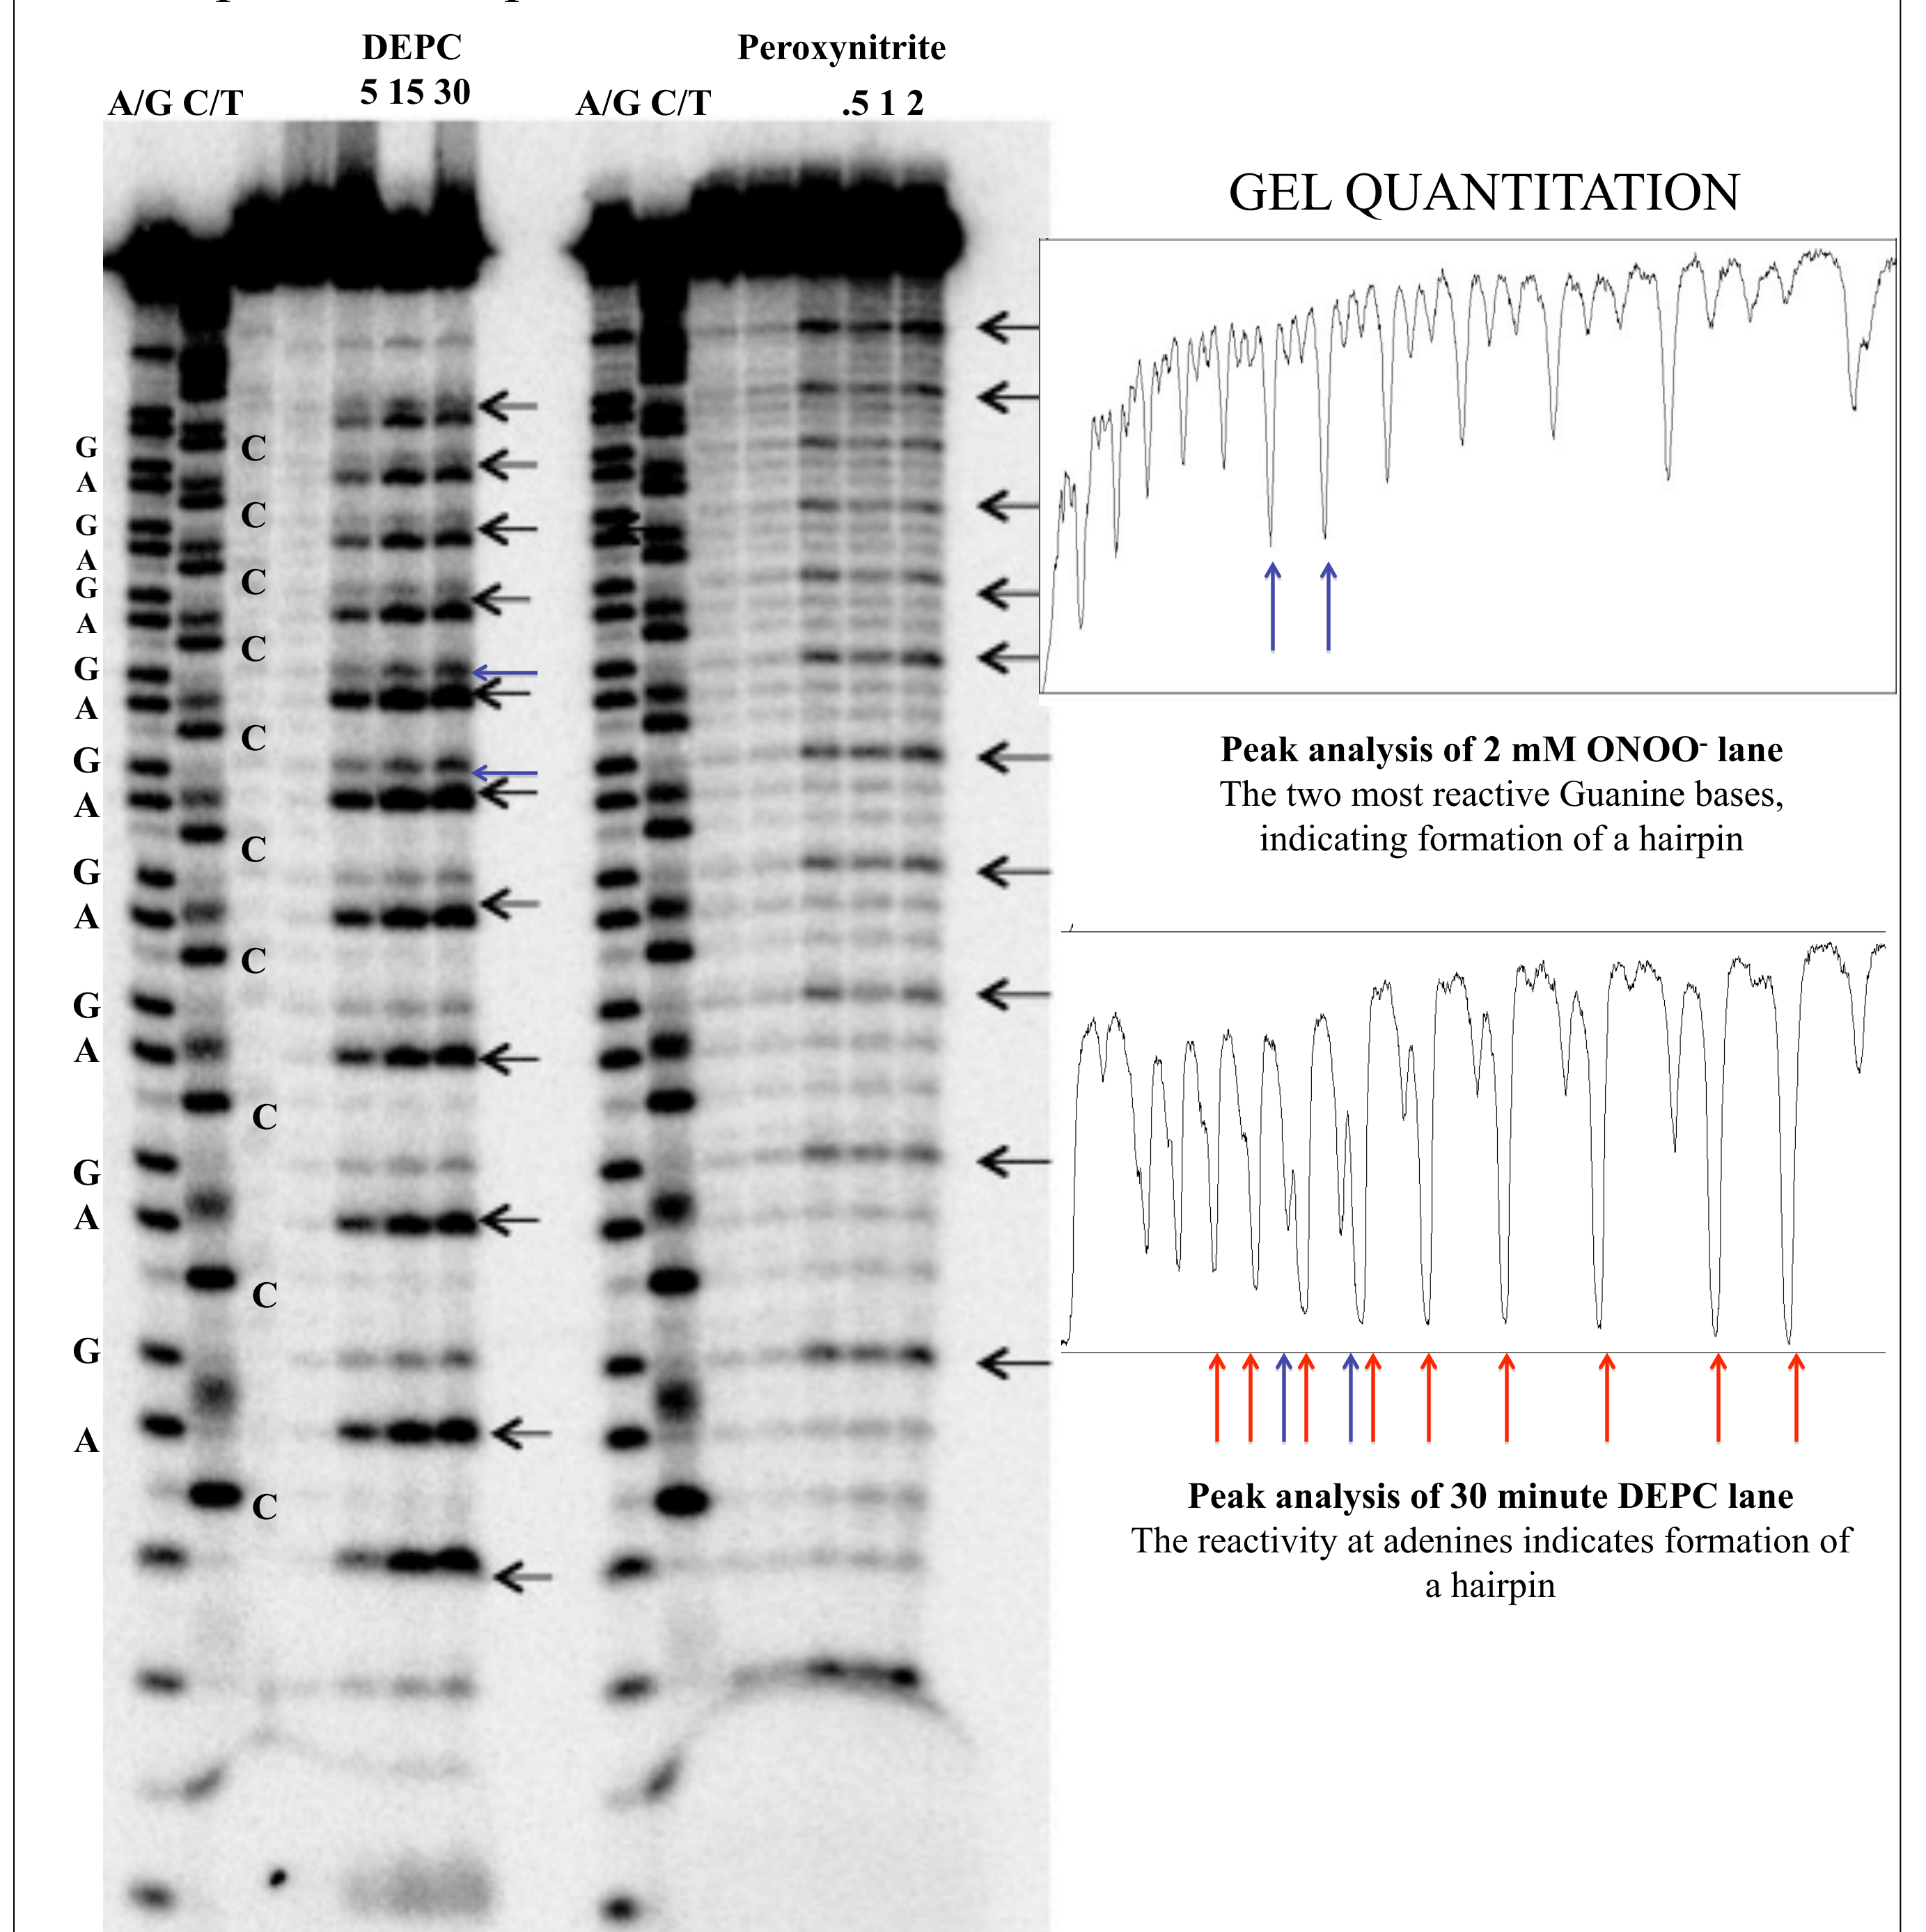 DEPC
5 15 30
A/G C/T
Peroxynitrite
.5 1 2
A/G C/T
G
C
A
C
G
A
C
G
A
C
G
A
C
G
A
C
G
A
C
G
A
C
G
A
C
G
A
C
GEL QUANTITATION
Peak analysis of 2 mM ONOO- lane
The two most reactive Guanine bases,
indicating formation of a hairpin
Peak analysis of 30 minute DEPC lane
The reactivity at adenines indicates formation of
a hairpin